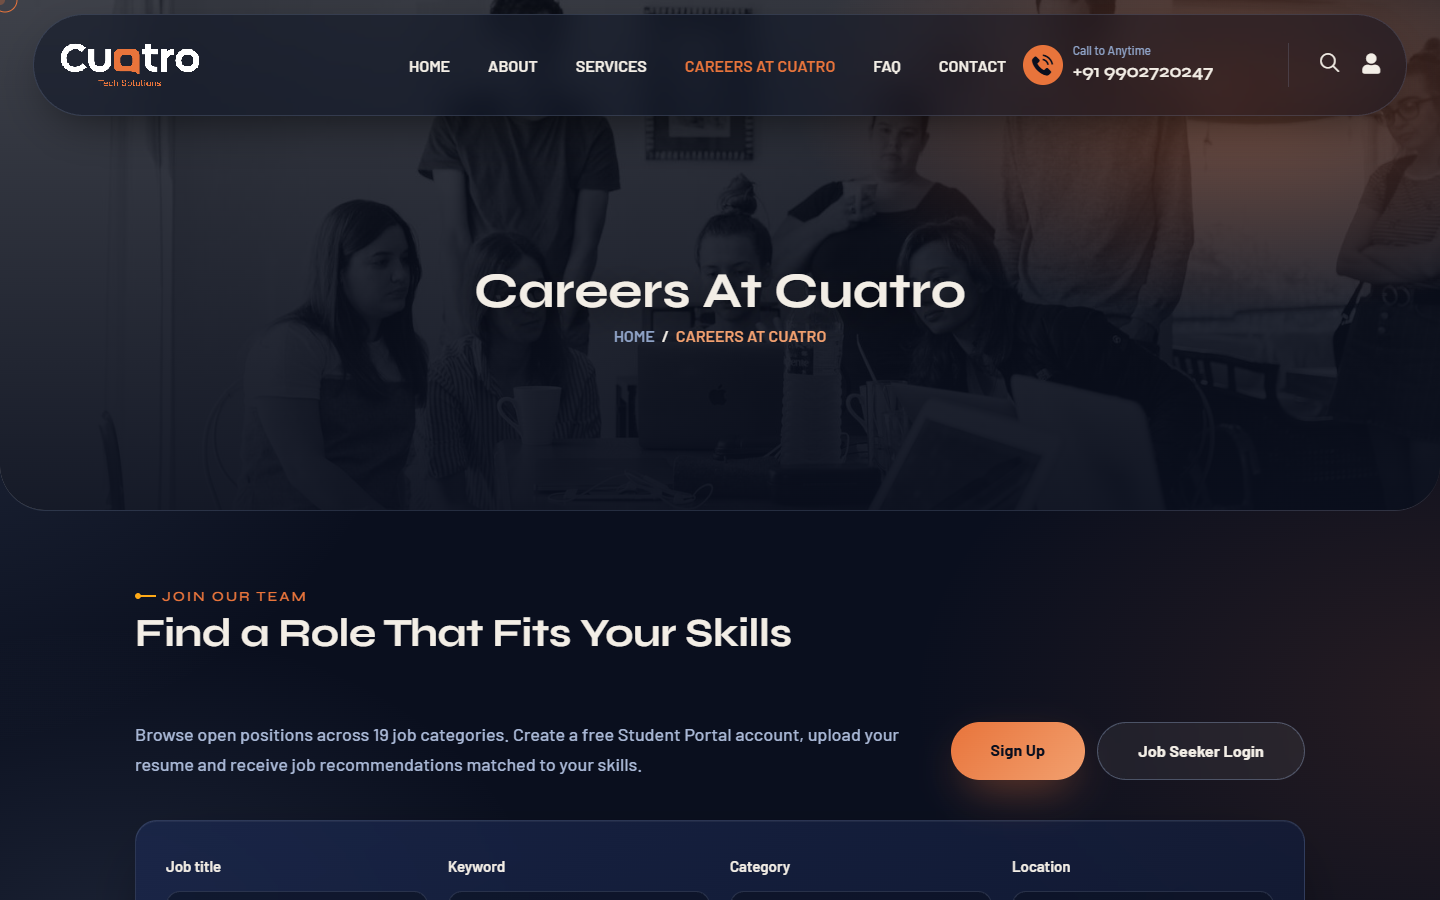 Cuatro
Tech Solutions
HOME
ABOUT
SERVICES
CAREERS AT CUATRO
FAQ
CONTACT
Call to Anytime
+91 9902720247
Careers At Cuatro
HOME / CAREERS AT CUATRO
JOIN OUR TEAM
Find a Role That Fits Your Skills
Browse open positions across 19 job categories. Create a free Student Portal account, upload your
resume and receive job recommendations matched to your skills.
Sign Up
Job Seeker Login
Job title
Keyword
Category
Location